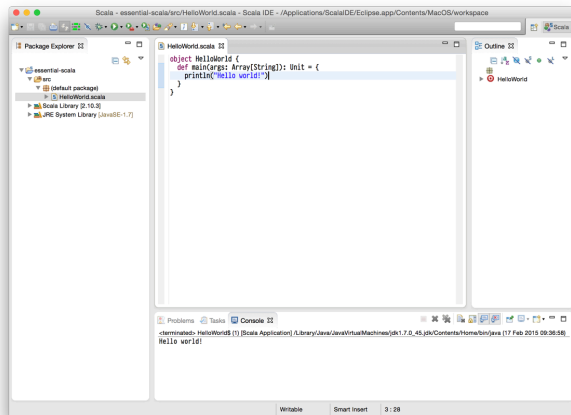 Scala - essential-scala/src/HelloWorld.scala - Scala IDE - /Applications/ScalaIDE/Eclipse.app/Contents/MacOS/workspace
Scala
Package Explorer
essential-scala
src
(default package)
HelloWorld.scala
Scala Library [2.10.3]
JRE System Library [JavaSE-1.7]
HelloWorld.scala
object HelloWorld {
  def main(args: Array[String]): Unit = {
    println("Hello world!")
  }
}
Outline
HelloWorld
Problems Tasks Console
<terminated> HelloWorld$ (1) [Scala Application] /Library/Java/JavaVirtualMachines/jdk1.7.0_45.jdk/Contents/Home/bin/java (17 Feb 2015 09:36:58)
Hello world!
Writable Smart Insert 3 : 28